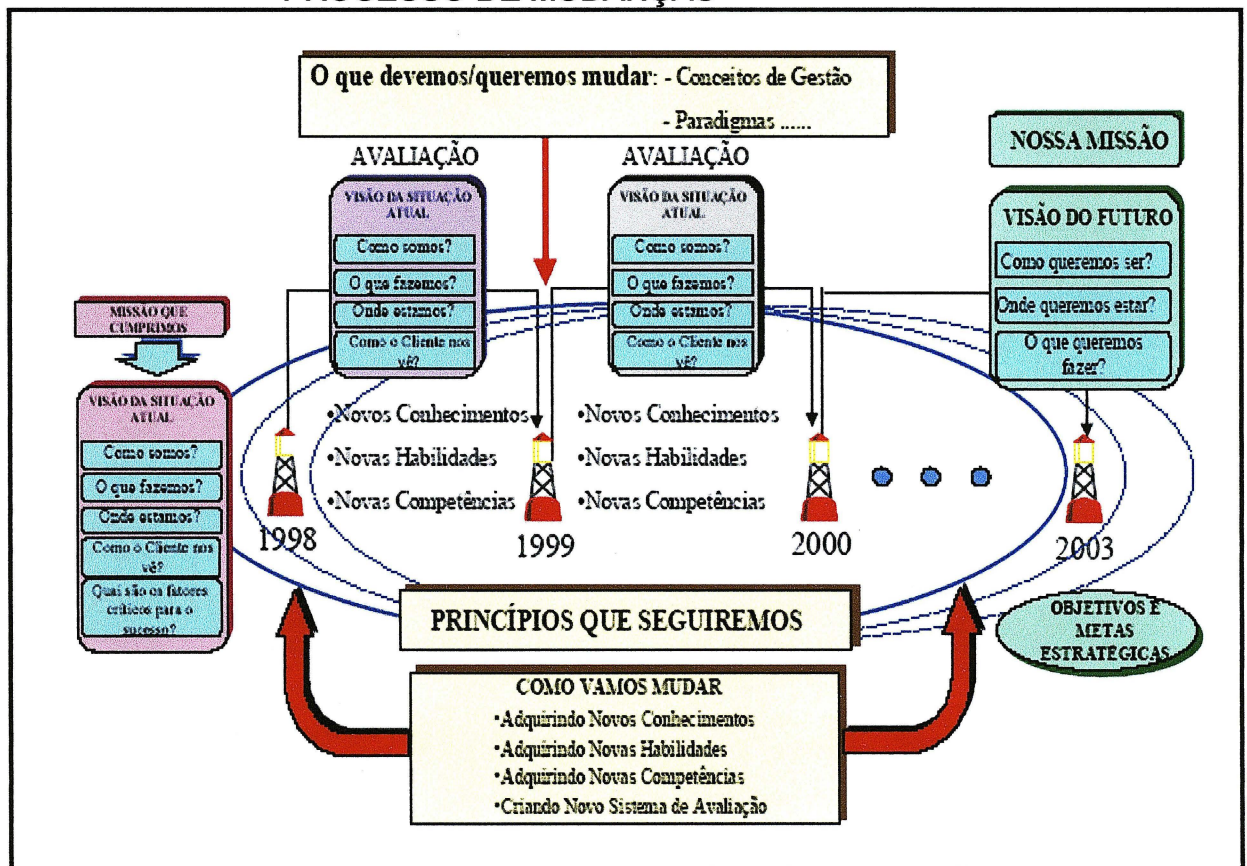 PROCESSO DE MUDANÇAS
O que devemos/queremos mudar: - Conceitos de Gestão
- Paradigmas ......
AVALIAÇÃO
VISÃO DA SITUAÇÃO
ATUAL
Como somos?
O que fazemos?
Onde estamos?
Como o Cliente nos
vê?
AVALIAÇÃO
VISÃO DA SITUAÇÃO
ATUAL
Como somos?
O que fazemos?
Onde estamos?
Como o Cliente nos
vê?
NOSSA MISSÃO
VISÃO DO FUTURO
Como queremos ser?
Onde queremos estar?
O que queremos
fazer?
MISSÃO QUE
CUMPRIMOS
VISÃO DA SITUAÇÃO
ATUAL
Como somos?
O que fazemos?
Onde estamos?
Como o Cliente nos
vê?
Quai são os fatores
críticos para o
sucesso?
•Novos Conhecimentos
•Novas Habilidades
•Novas Competências
•Novos Conhecimentos
•Novas Habilidades
•Novas Competências
1998
1999
2000
2003
PRINCÍPIOS QUE SEGUIREMOS
OBJETIVOS E
METAS
ESTRATÉGICAS
COMO VAMOS MUDAR
•Adquirindo Novos Conhecimentos
•Adquirindo Novas Habilidades
•Adquirindo Novas Competências
•Criando Novo Sistema de Avaliação